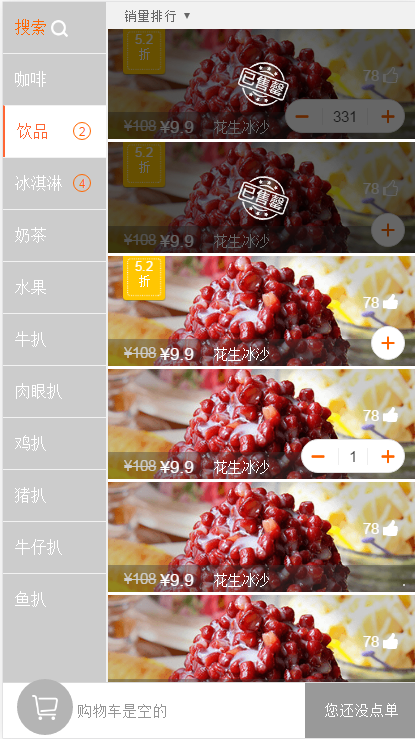 搜索
咖啡
饮品 2
冰淇淋 4
奶茶
水果
牛扒
肉眼扒
鸡扒
猪扒
牛仔扒
鱼扒
销量排行 ▼
5.2
折
已售罄
78
331
¥108 ¥9.9 花生冰沙
5.2
折
已售罄
78
¥108 ¥9.9 花生冰沙
5.2
折
78
¥108 ¥9.9 花生冰沙
78
1
¥108 ¥9.9 花生冰沙
78
¥108 ¥9.9 花生冰沙
78
购物车是空的
您还没点单